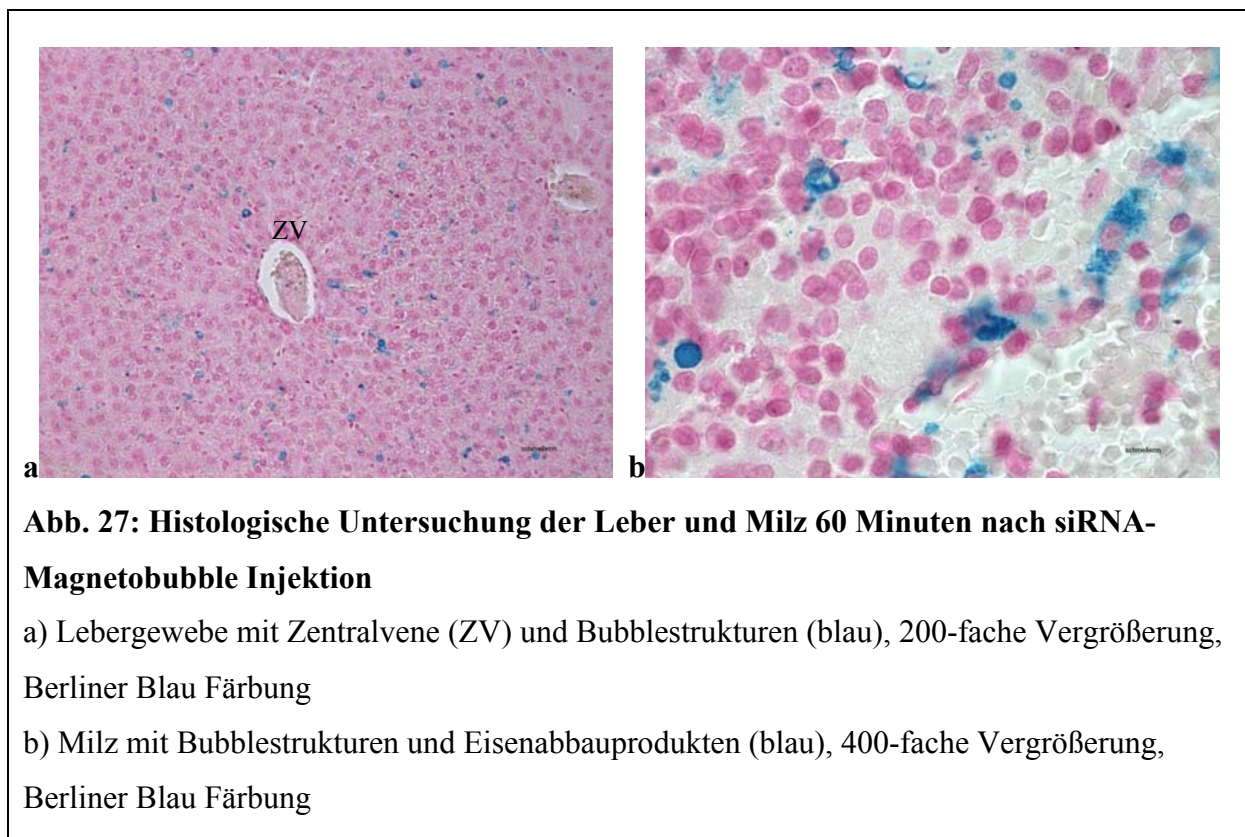 ZV
schmellerm
schmellerm
a
b
Abb. 27: Histologische Untersuchung der Leber und Milz 60 Minuten nach siRNA-
Magnetobubble Injektion
a) Lebergewebe mit Zentralvene (ZV) und Bubblestrukturen (blau), 200-fache Vergrößerung,
Berliner Blau Färbung
b) Milz mit Bubblestrukturen und Eisenabbauprodukten (blau), 400-fache Vergrößerung,
Berliner Blau Färbung